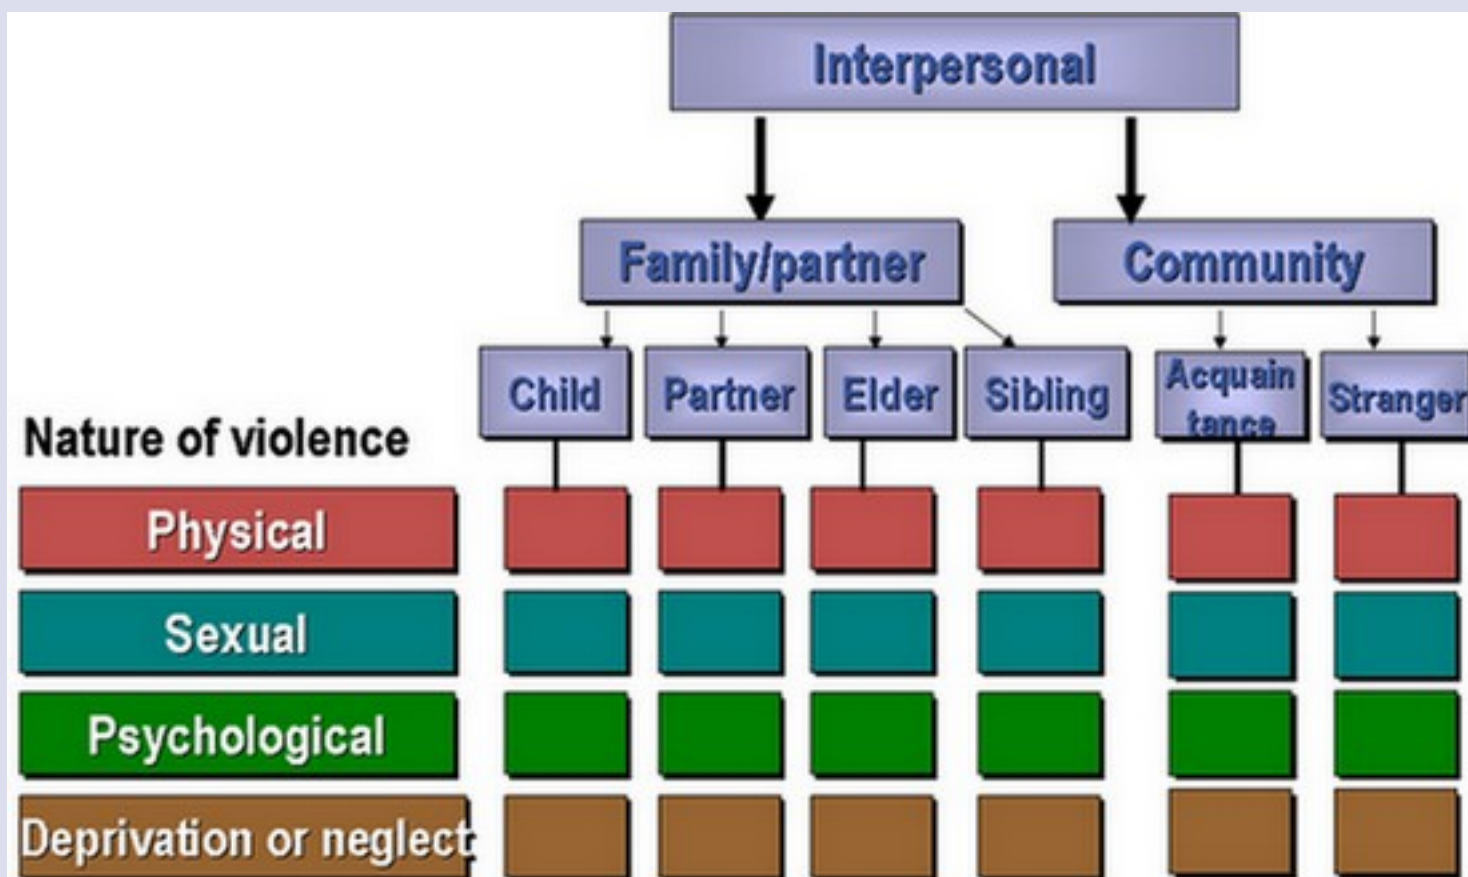 Interpersonal
Family/partner
Community
Child
Partner
Elder
Sibling
Acquain
tance
Stranger
Nature of violence
Physical
Sexual
Psychological
Deprivation or neglect